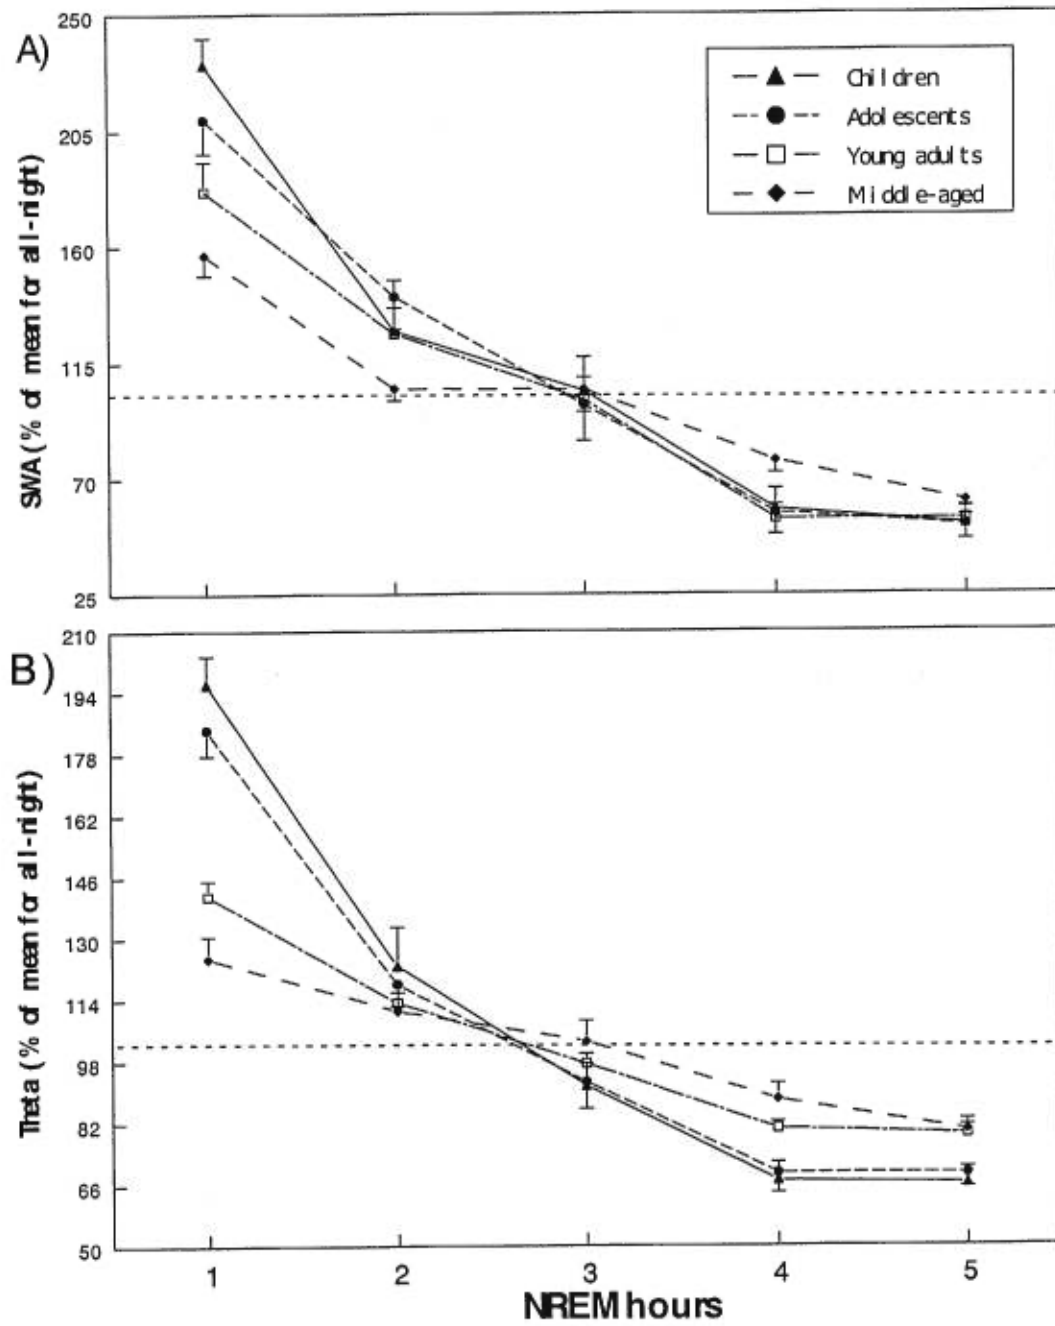 A)
250
205
160
115
70
25
SWA (% of mean for all-night)
Children
Adolescents
Young adults
Middle-aged
B)
210
194
178
162
146
130
114
98
82
66
50
Theta (% of mean for all-night)
1 2 3 4 5
NREM hours